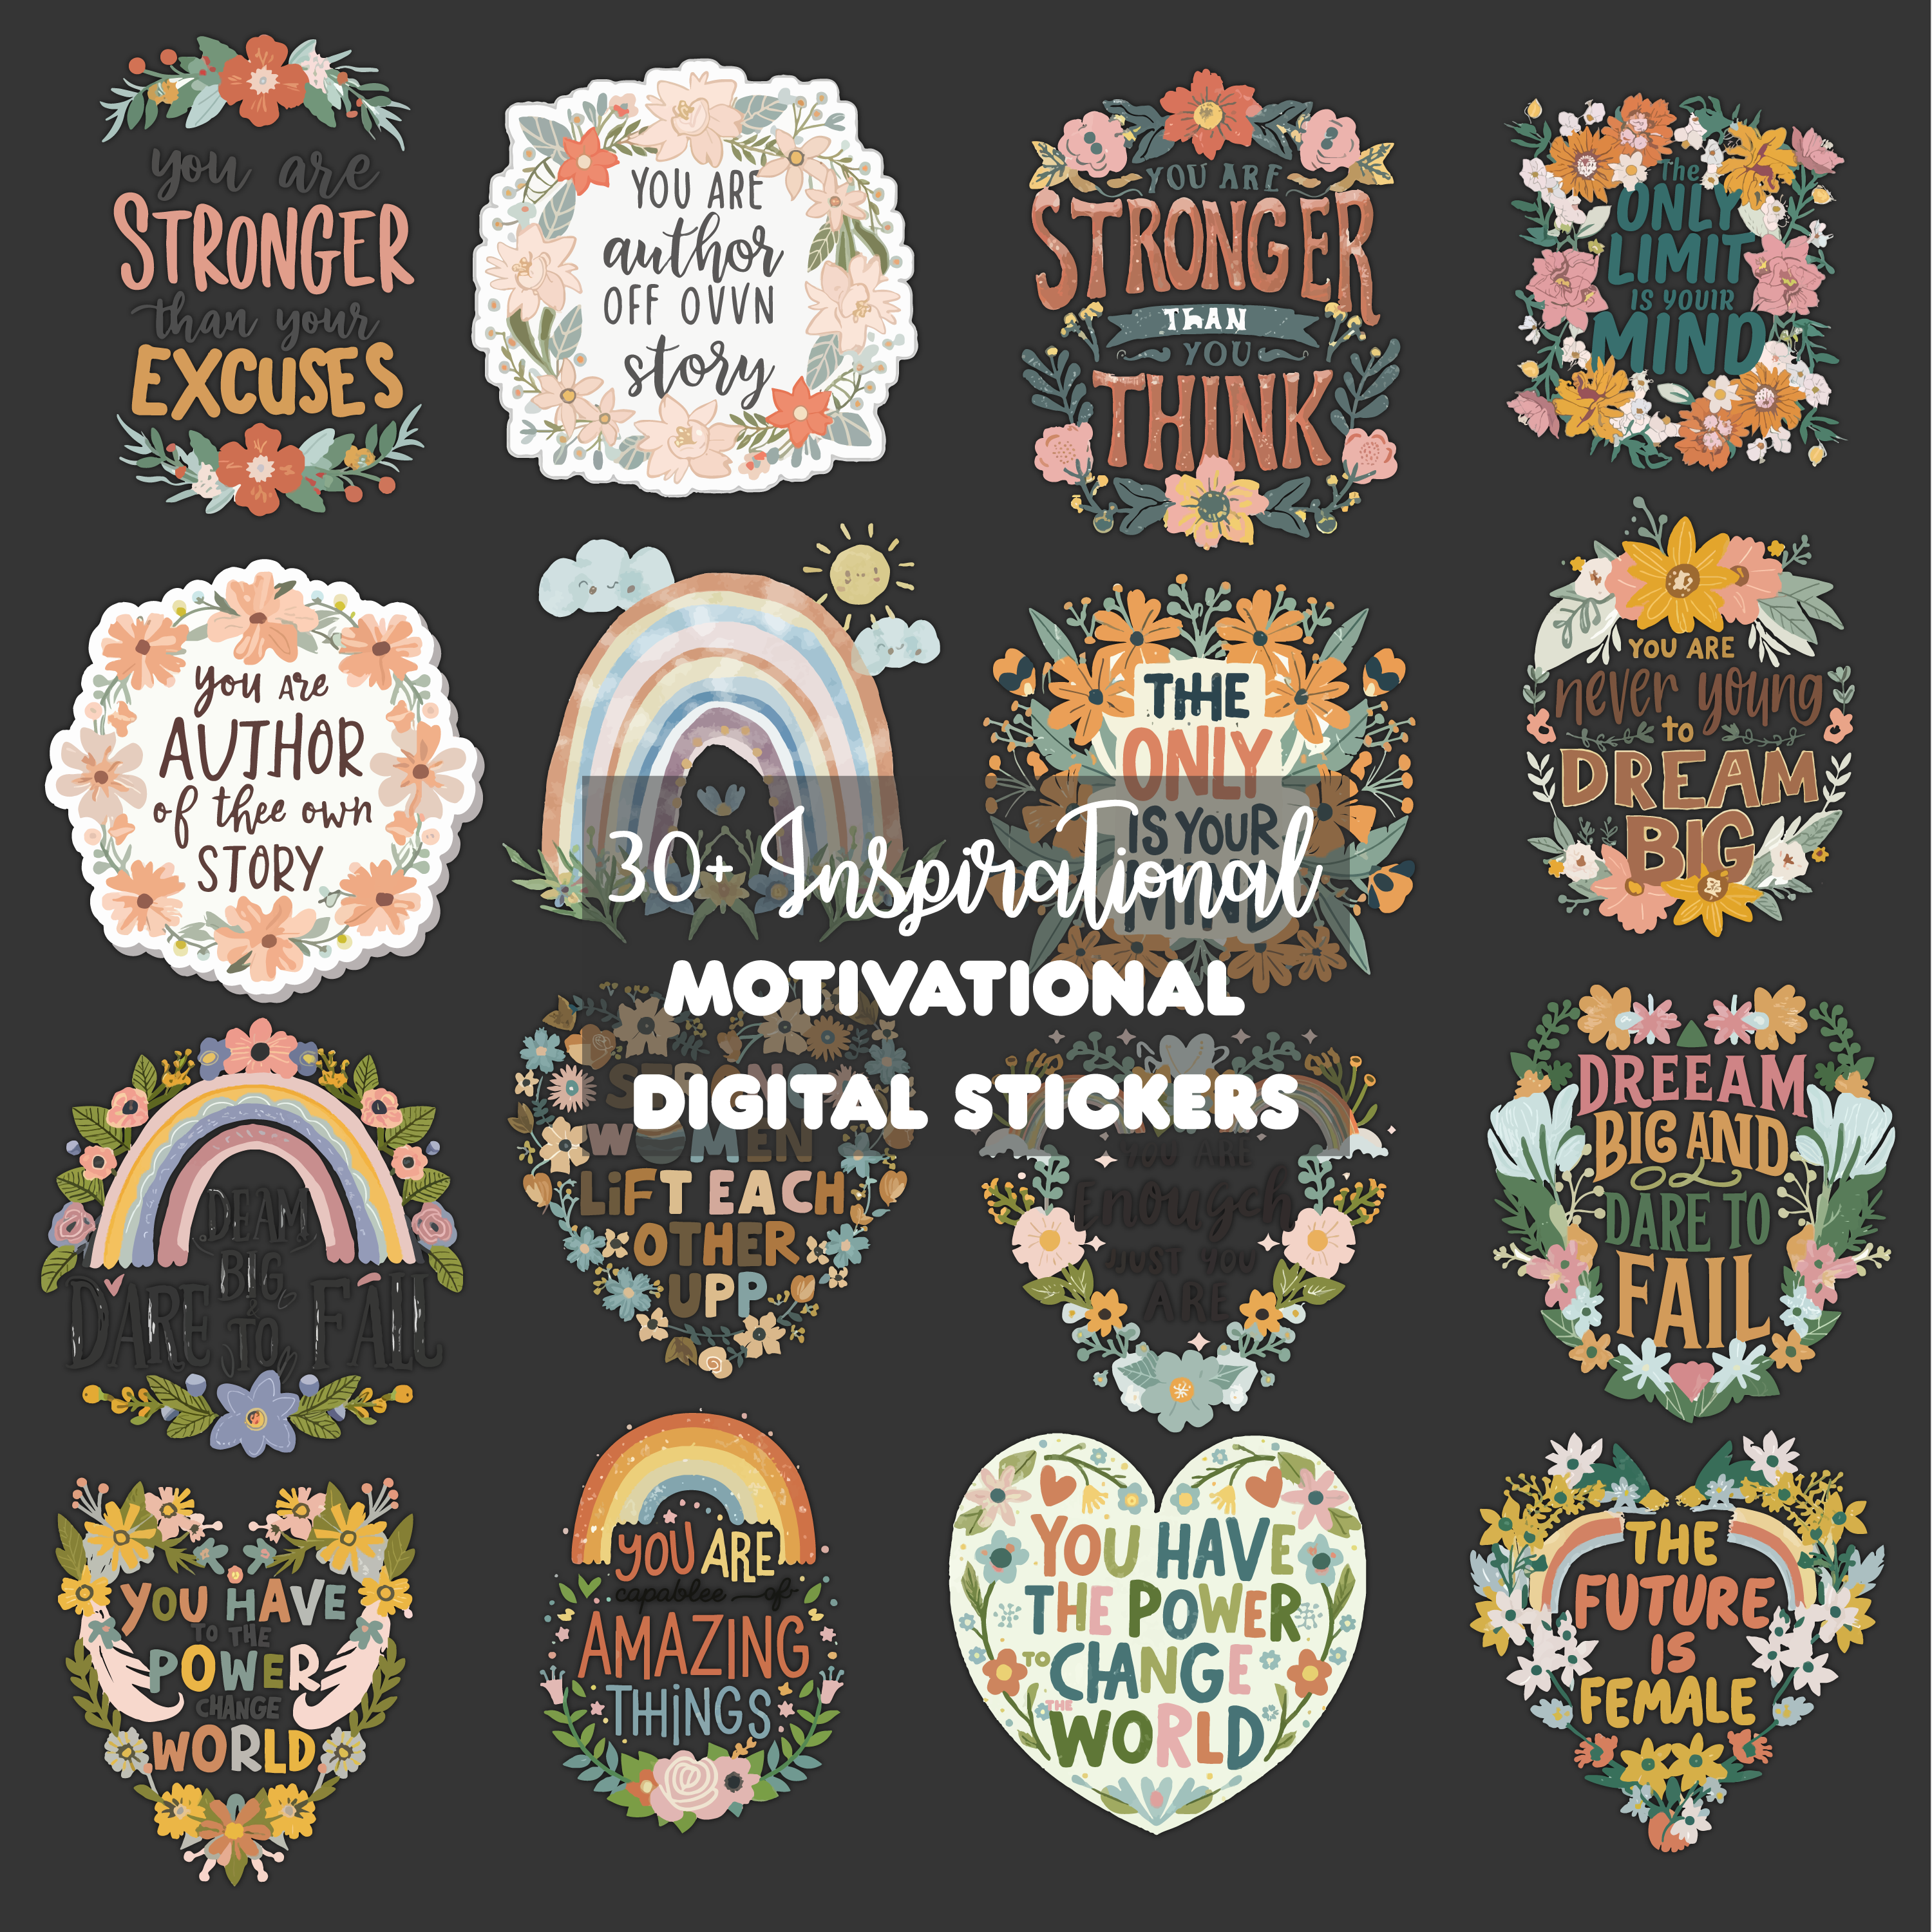 you are
STRONGER
than your
EXCUSES
YOU ARE
author
OFF OVVN
story
YOU ARE
STRONGER
THAN
YOU
THINK
the
ONLY
LIMIT
IS YOUIR
MIND
you are
AUTHOR
of thee own
STORY
THHE
ONLY
IS YOUR
MIND
YOU ARE
never young
to
DREAM
BIG
30+ Inspirational
MOTIVATIONAL
DIGITAL STICKERS
DEAM
BIG
DARE TO FAIL
STRONG
WOMEN
LIFT EACH
OTHER
UPP
YOU ARE
Enougch
JUST YOU
ARE
DREEAM
BIG AND
DARE TO
FAIL
YOU HAVE
TO THE
POWER
CHANGE
WORLD
YOU ARE
capablee of
AMAZING
THINGS
YOU HAVE
THE POWER
TO CHANGE
THE
WORLD
THE
FUTURE
IS
FEMALE